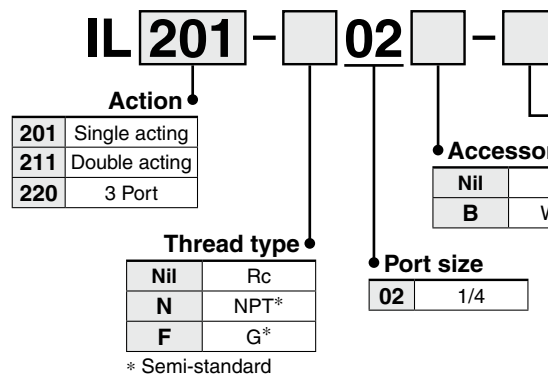 IL 201 - 02 -
Action
201 Single acting
211 Double acting
220 3 Port
Accessor
Nil
B
Thread type
Nil Rc
N NPT*
F G*
* Semi-standard
Port size
02 1/4